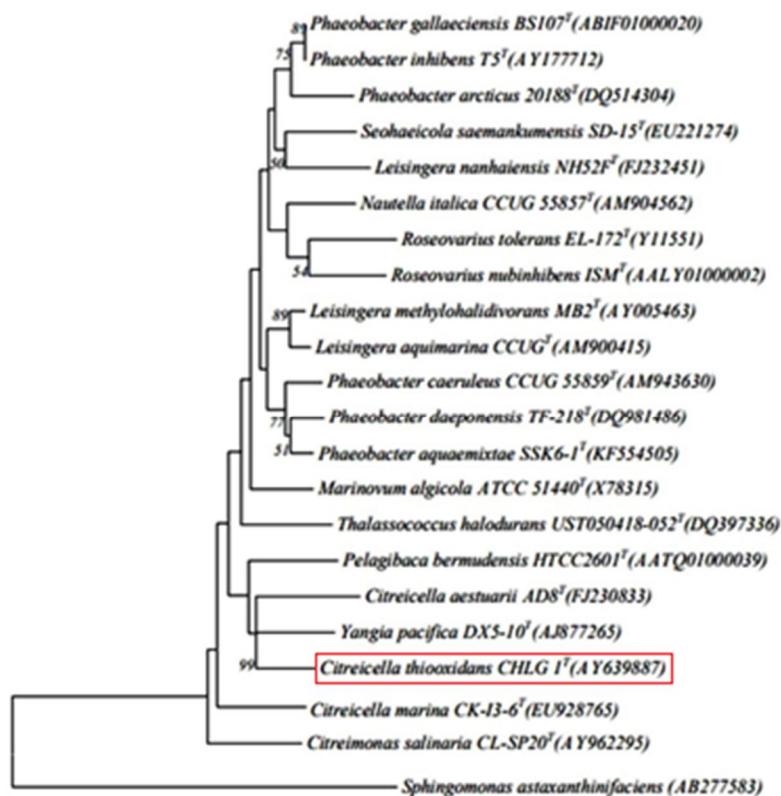 89
Phaeobacter gallaeciensis BS107ᵀ(ABIF01000020)
75
Phaeobacter inhibens T5ᵀ(AY177712)
Phaeobacter arcticus 20188ᵀ(DQ514304)
Seohaeicola saemankumensis SD-15ᵀ(EU221274)
50
Leisingera nanhaiensis NH52Fᵀ(FJ232451)
Nautella italica CCUG 55857ᵀ(AM904562)
Roseovarius tolerans EL-172ᵀ(Y11551)
54
Roseovarius nubinhibens ISMᵀ(AALY01000002)
89
Leisingera methylohalidivorans MB2ᵀ(AY005463)
Leisingera aquimarina CCUGᵀ(AM900415)
Phaeobacter caeruleus CCUG 55859ᵀ(AM943630)
77
Phaeobacter daeponensis TF-218ᵀ(DQ981486)
51
Phaeobacter aquaemixtae SSK6-1ᵀ(KF554505)
Marinovum algicola ATCC 51440ᵀ(X78315)
Thalassococcus halodurans UST050418-052ᵀ(DQ397336)
Pelagibaca bermudensis HTCC2601ᵀ(AATQ01000039)
Citreicella aestuarii AD8ᵀ(FJ230833)
Yangia pacifica DX5-10ᵀ(AJ877265)
99
Citreicella thiooxidans CHLG 1ᵀ(AY639887)
Citreicella marina CK-I3-6ᵀ(EU928765)
Citreimonas salinaria CL-SP20ᵀ(AY962295)
Sphingomonas astaxanthinifaciens (AB277583)